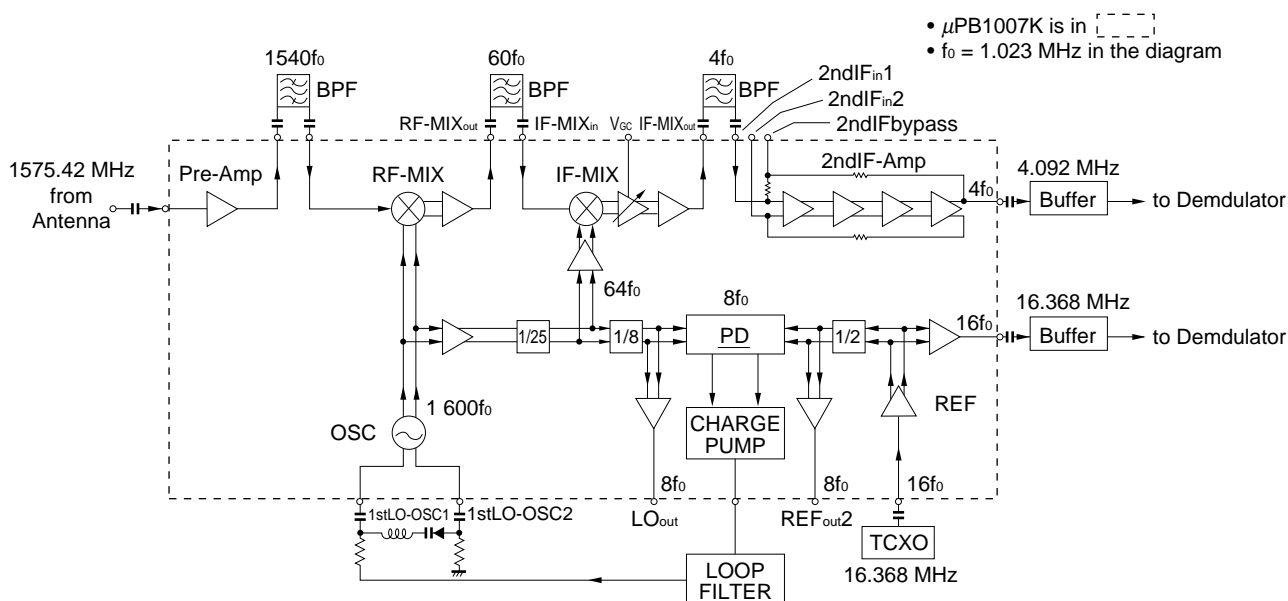 • μPB1007K is in
• f0 = 1.023 MHz in the diagram
1540f0
BPF
60f0
BPF
4f0
BPF
2ndIFin1
2ndIFin2
2ndIFbypass
RF-MIXout
IF-MIXin
VGC
IF-MIXout
1575.42 MHz
from
Antenna
Pre-Amp
RF-MIX
IF-MIX
2ndIF-Amp
4f0
4.092 MHz
Buffer
to Demdulator
64f0
8f0
16.368 MHz
1/25
1/8
PD
1/2
16f0
Buffer
to Demdulator
REF
1 600f0
OSC
CHARGE
PUMP
8f0
8f0
16f0
1stLO-OSC1
1stLO-OSC2
LOout
REFout2
TCXO
16.368 MHz
LOOP
FILTER